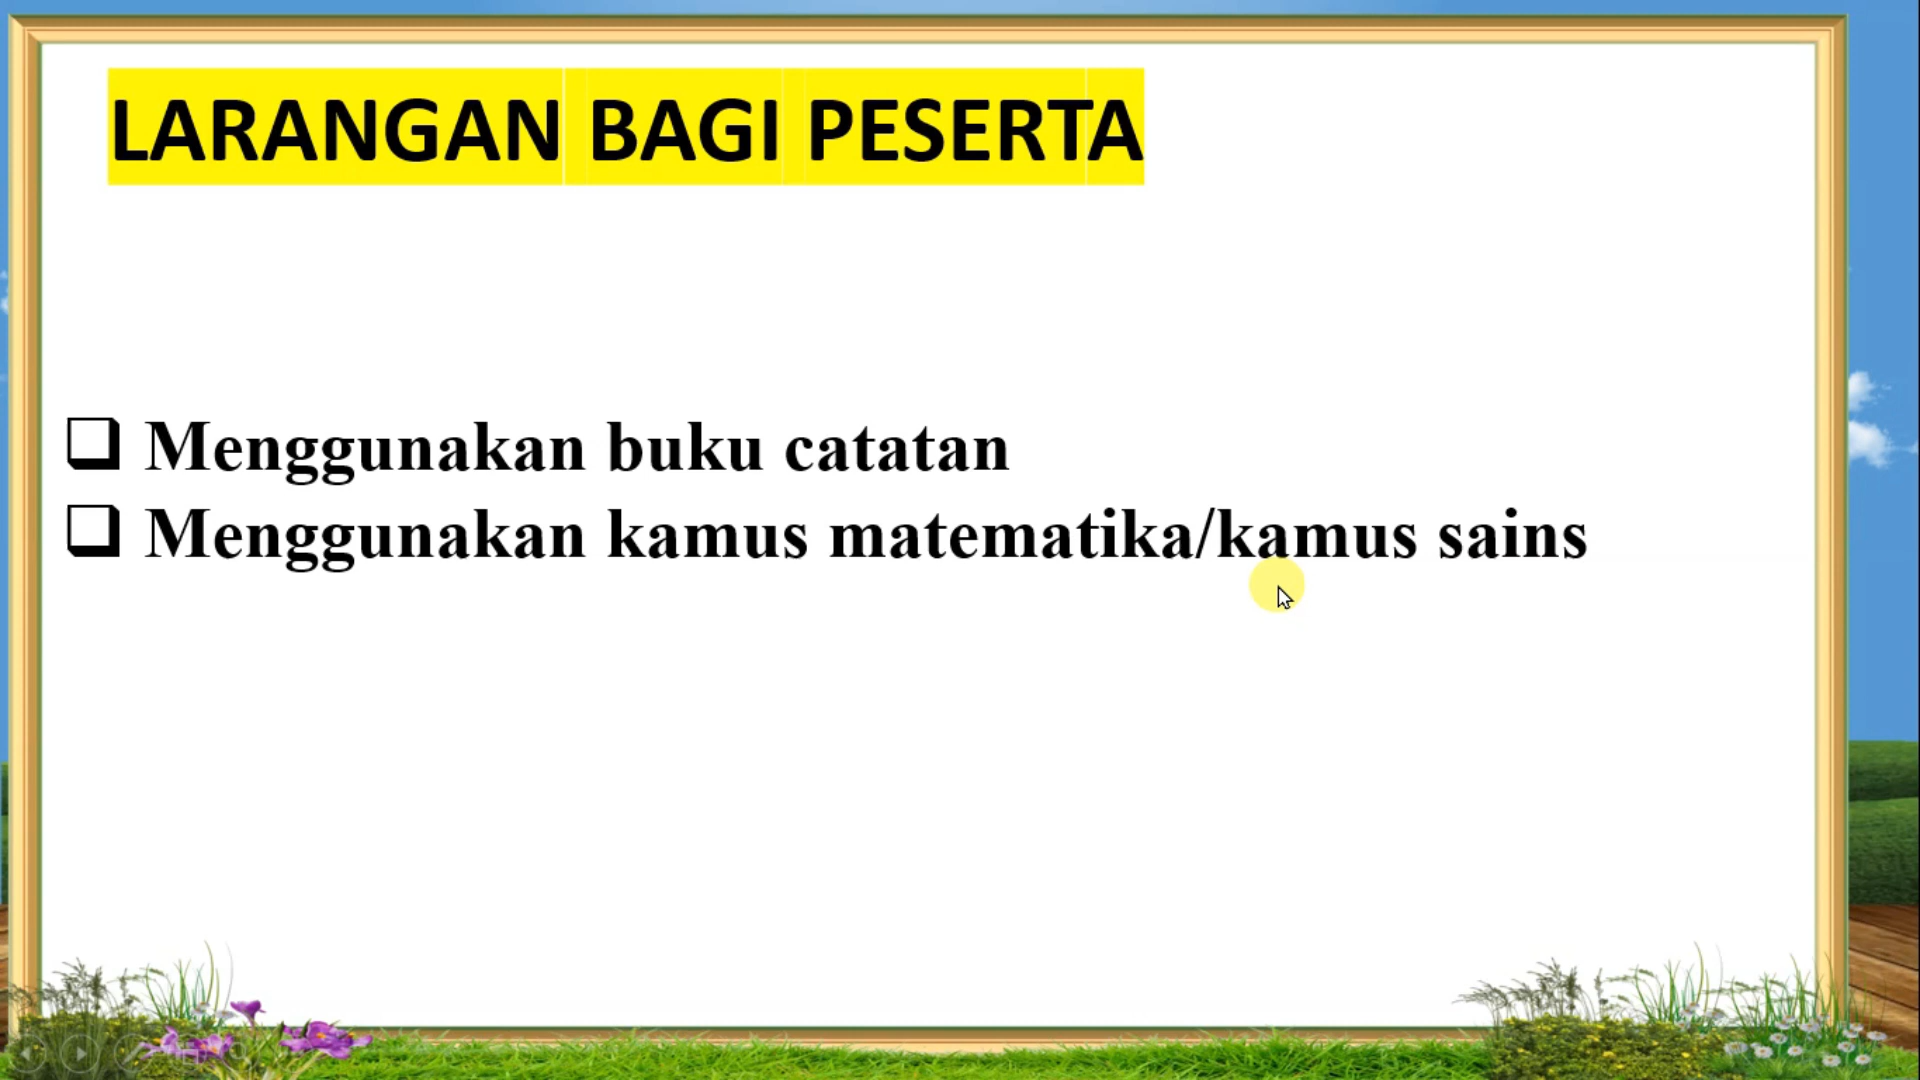 LARANGAN BAGI PESERTA
Menggunakan buku catatan
Menggunakan kamus matematika/kamus sains